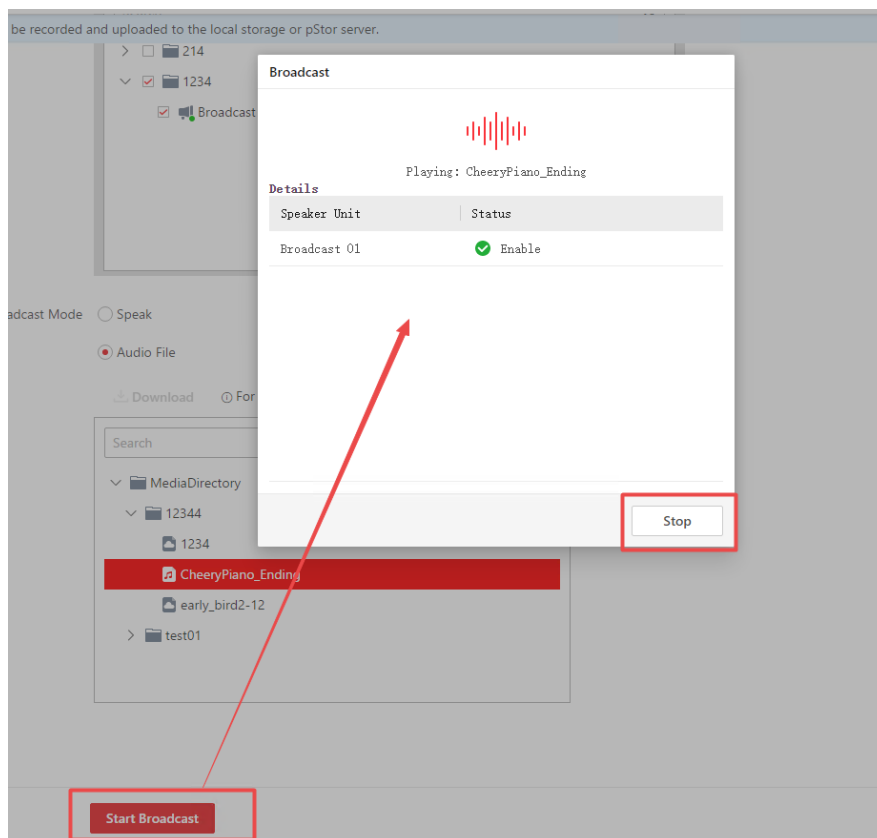 be recorded and uploaded to the local storage or pStor server.
214
1234
Broadcast
Broadcast
Playing: CheeryPiano_Ending
Details
Speaker Unit
Status
Broadcast 01
Enable
Stop
adcast Mode
Speak
Audio File
Download
For
Search
MediaDirectory
12344
1234
CheeryPiano_Ending
early_bird2-12
test01
Start Broadcast